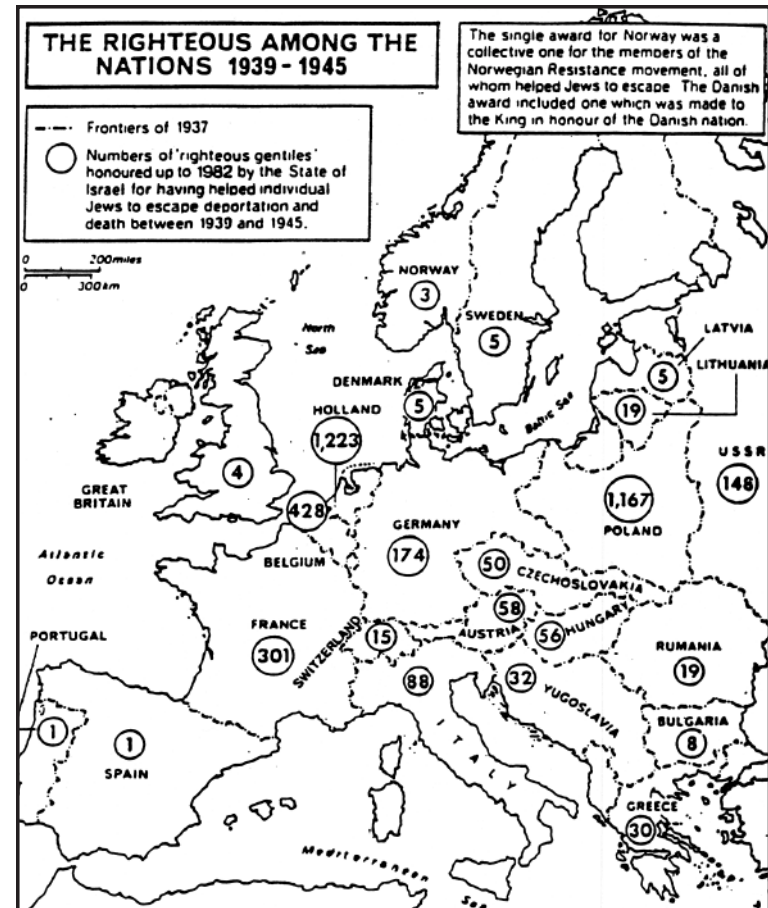 THE RIGHTEOUS AMONG THE
NATIONS 1939-1945
The single award for Norway was a
collective one for the members of the
Norwegian Resistance movement, all of
whom helped Jews to escape. The Danish
award included one which was made to
the King in honour of the Danish nation.
Frontiers of 1937
Numbers of 'righteous gentiles'
honoured up to 1982 by the State of
Israel for having helped individual
Jews to escape deportation and
death between 1939 and 1945.
0 200 miles
0 300 km
NORWAY
3
SWEDEN
5
North
Sea
LATVIA
5
LITHUANIA
19
DENMARK
5
Baltic Sea
HOLLAND
1,223
USSR
148
4
GREAT
BRITAIN
428
BELGIUM
GERMANY
174
1,167
POLAND
Atlantic
Ocean
50
CZECHOSLOVAKIA
58
AUSTRIA
56
HUNGARY
FRANCE
301
SWITZERLAND
15
PORTUGAL
1
1
SPAIN
88
ITALY
32
YUGOSLAVIA
RUMANIA
19
BULGARIA
8
GREECE
30
Mediterranean
Sea